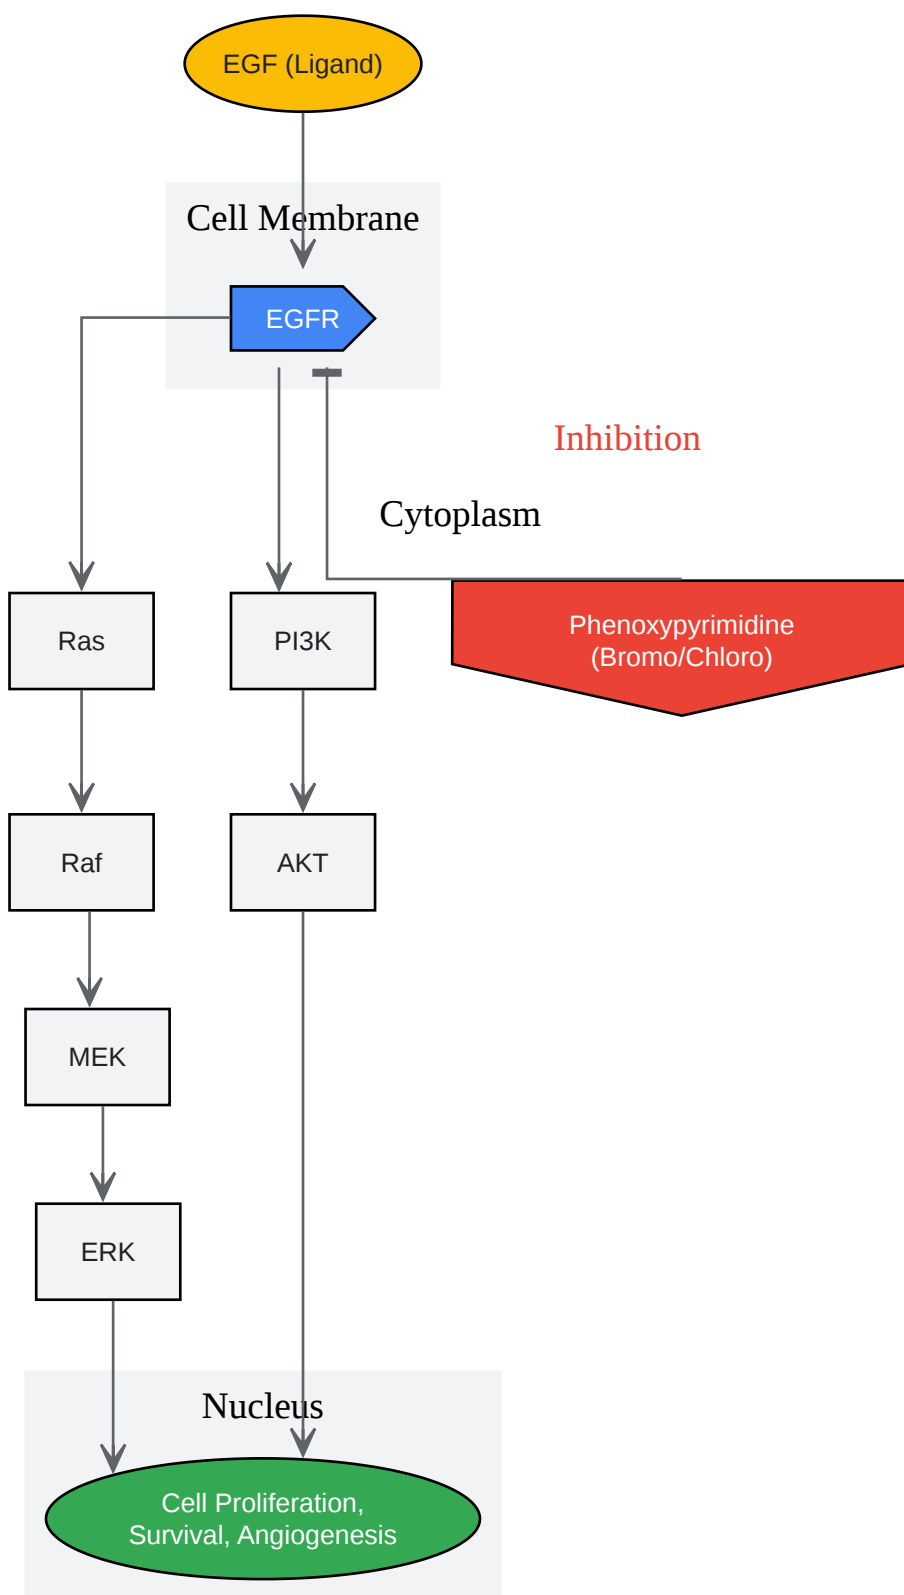 EGF (Ligand)
Cell Membrane
EGFR
Inhibition
Cytoplasm
Ras
PI3K
Phenoxypyrimidine
(Bromo/Chloro)
Raf
AKT
MEK
ERK
Nucleus
Cell Proliferation,
Survival, Angiogenesis